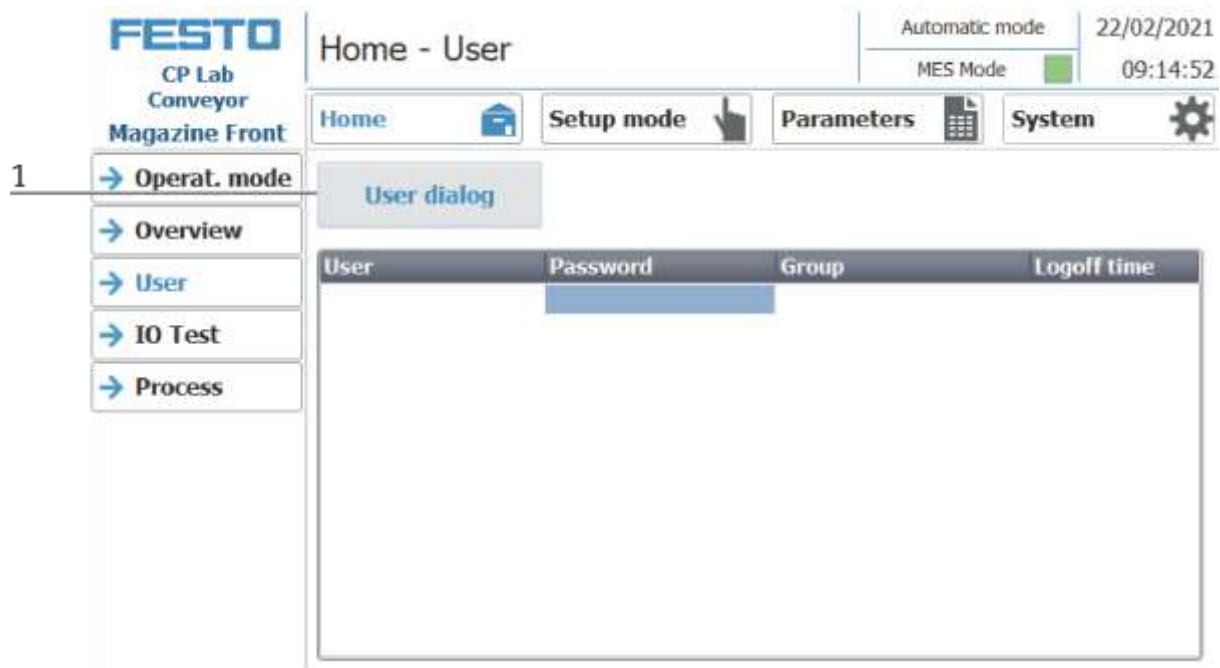 FESTO
CP Lab
Conveyor
Magazine Front
Home - User
Automatic mode
MES Mode
22/02/2021
09:14:52
Home
Setup mode
Parameters
System
1
Operat. mode
Overview
User
IO Test
Process
User dialog
User Password Group Logoff time